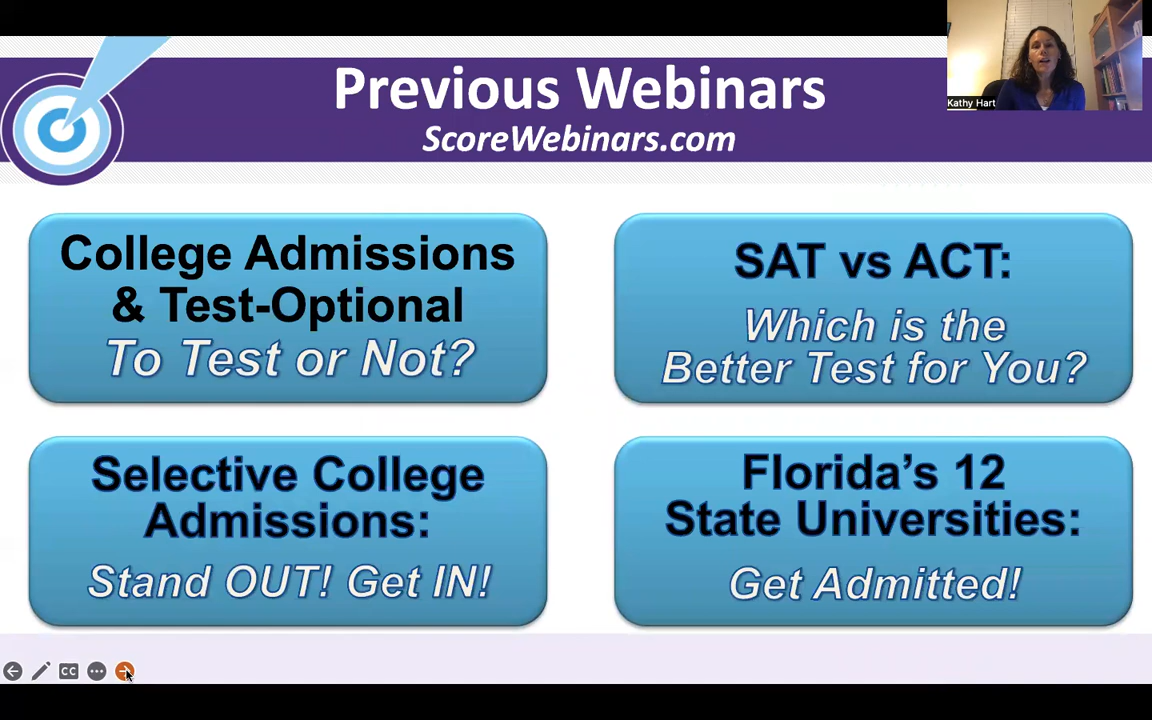 Previous Webinars
ScoreWebinars.com
Kathy Hart
College Admissions
& Test-Optional
To Test or Not?
SAT vs ACT:
Which is the
Better Test for You?
Selective College
Admissions:
Stand OUT! Get IN!
Florida’s 12
State Universities:
Get Admitted!
CC